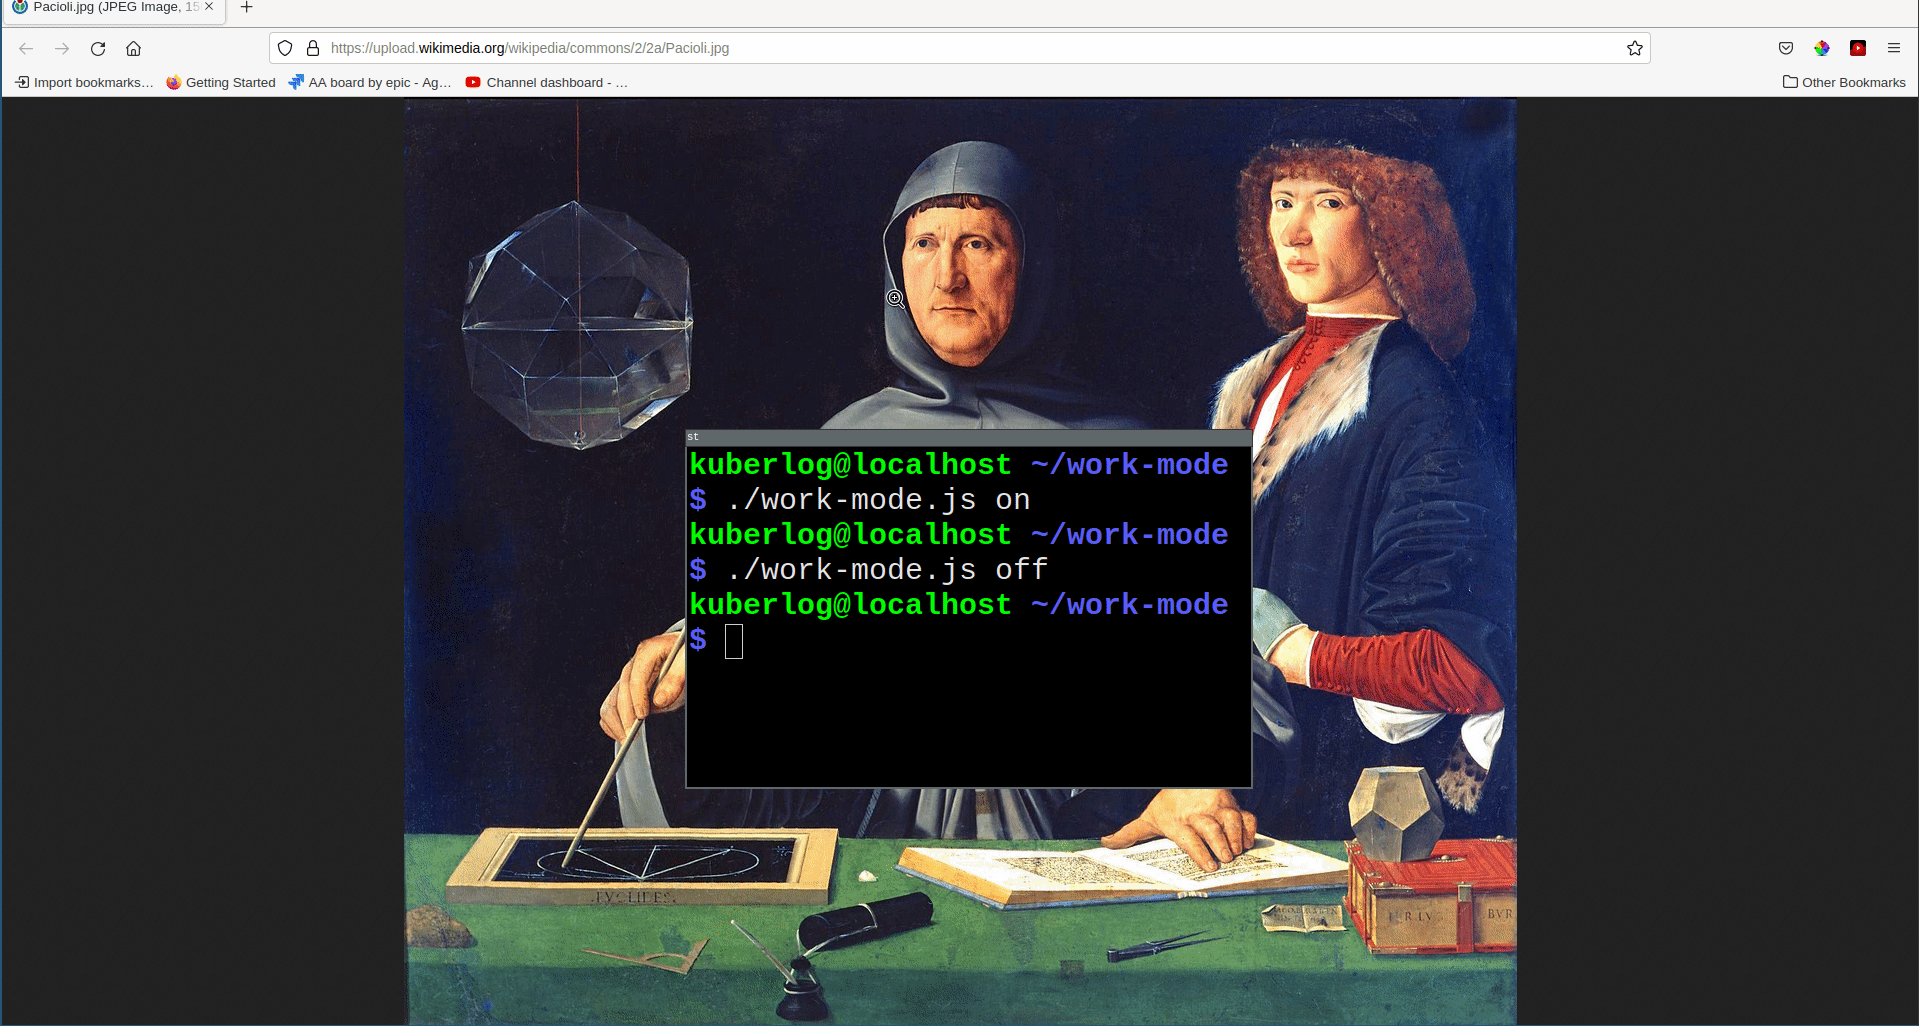 Pacioli.jpg (JPEG Image, 15
https://upload.wikimedia.org/wikipedia/commons/2/2a/Pacioli.jpg
Import bookmarks… Getting Started AA board by epic - Ag… Channel dashboard - … Other Bookmarks
st
kuberlog@localhost ~/work-mode
$ ./work-mode.js on
kuberlog@localhost ~/work-mode
$ ./work-mode.js off
kuberlog@localhost ~/work-mode
$